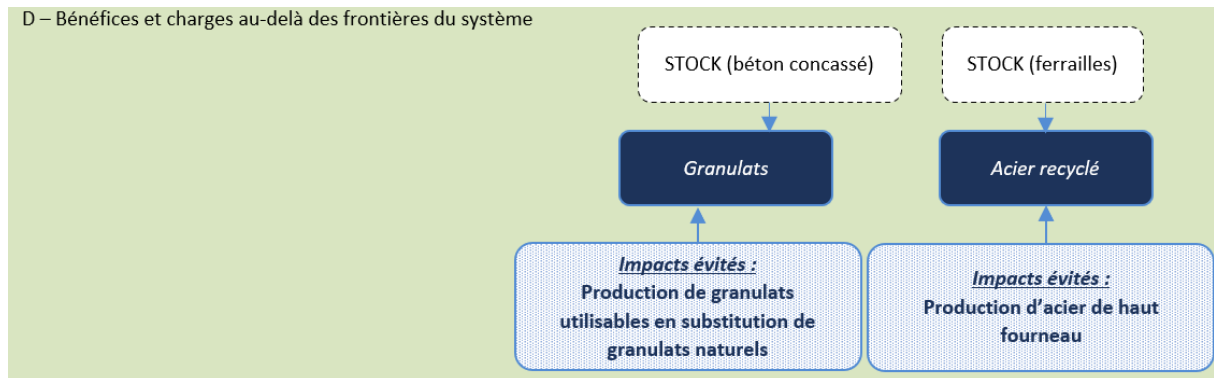 D – Bénéfices et charges au-delà des frontières du système
STOCK (béton concassé)
STOCK (ferrailles)
Granulats
Acier recyclé
Impacts évités :
Production de granulats
utilisables en substitution de
granulats naturels
Impacts évités :
Production d’acier de haut
fourneau